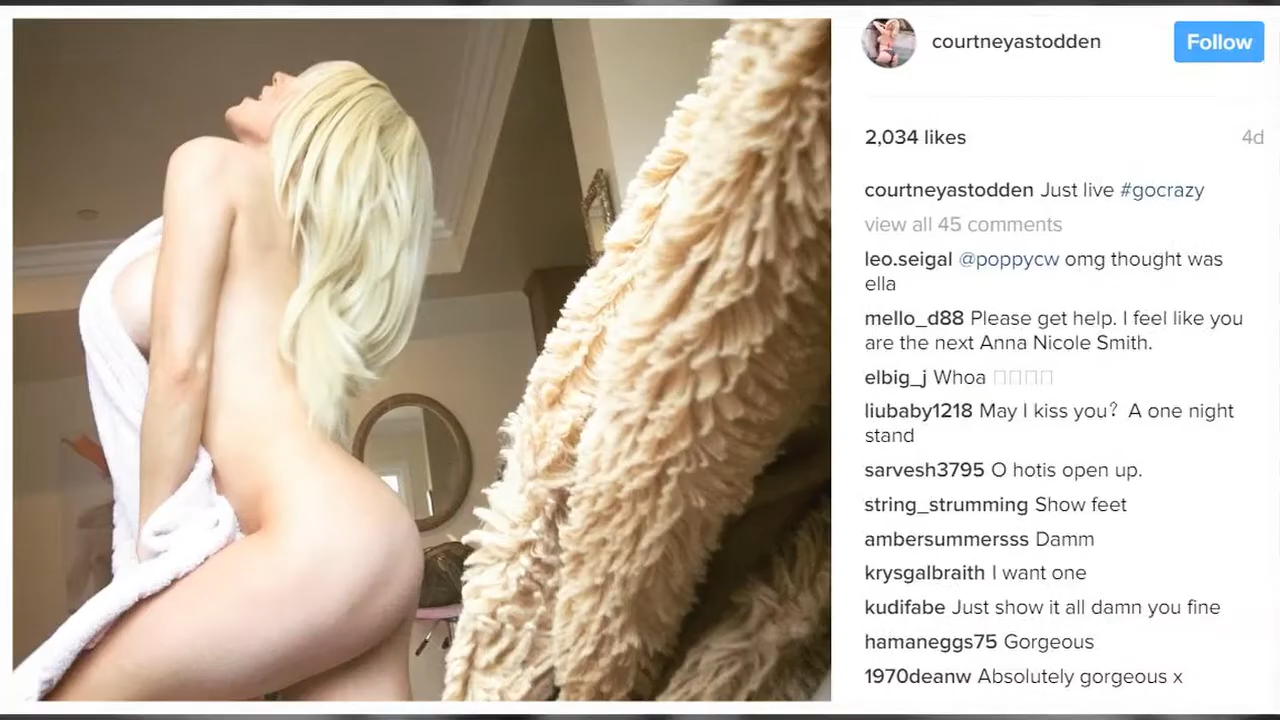 courtneyastodden
Follow
2,034 likes
4d
courtneyastodden Just live #gocrazy
view all 45 comments
leo.seigal @poppycw omg thought was
ella
mello_d88 Please get help. I feel like you
are the next Anna Nicole Smith.
elbig_j Whoa
liubaby1218 May I kiss you？ A one night
stand
sarvesh3795 O hotis open up.
string_strumming Show feet
ambersummersss Damm
krysgalbraith I want one
kudifabe Just show it all damn you fine
hamaneggs75 Gorgeous
1970deanw Absolutely gorgeous x